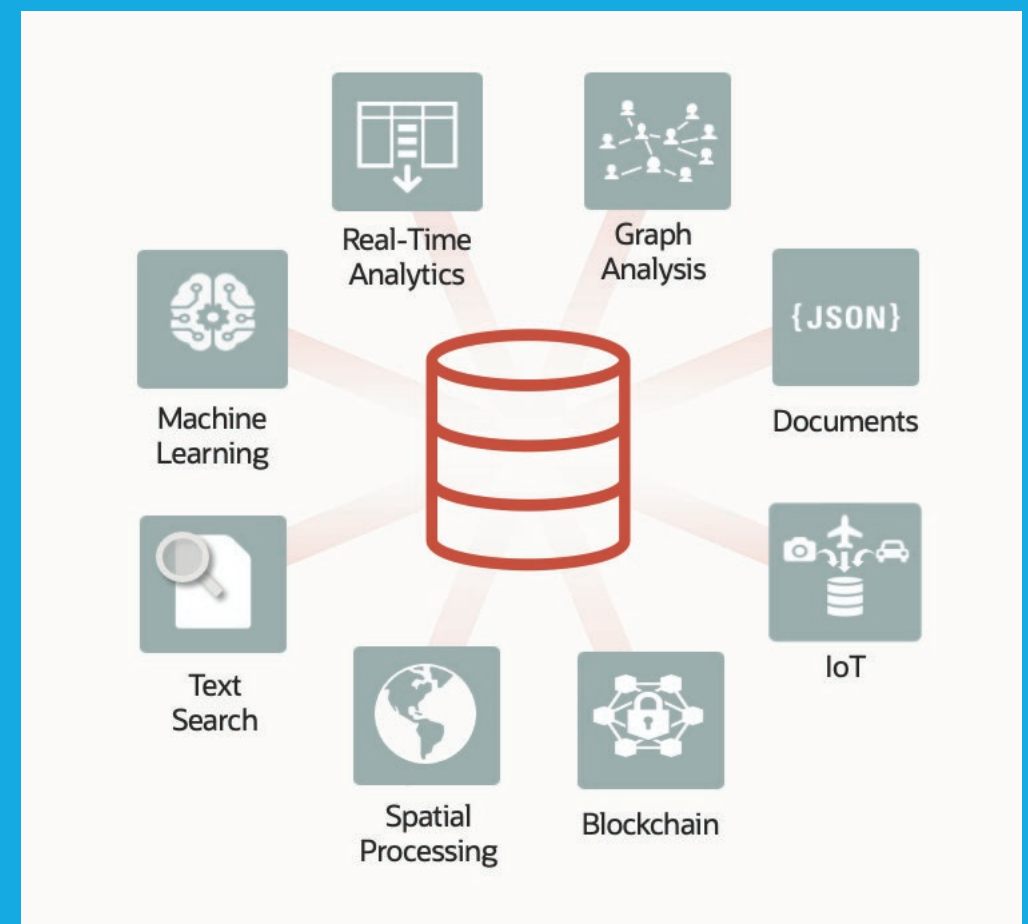 Real-Time
Analytics
Graph
Analysis
Machine
Learning
{JSON}
Documents
Text
Search
IoT
Spatial
Processing
Blockchain